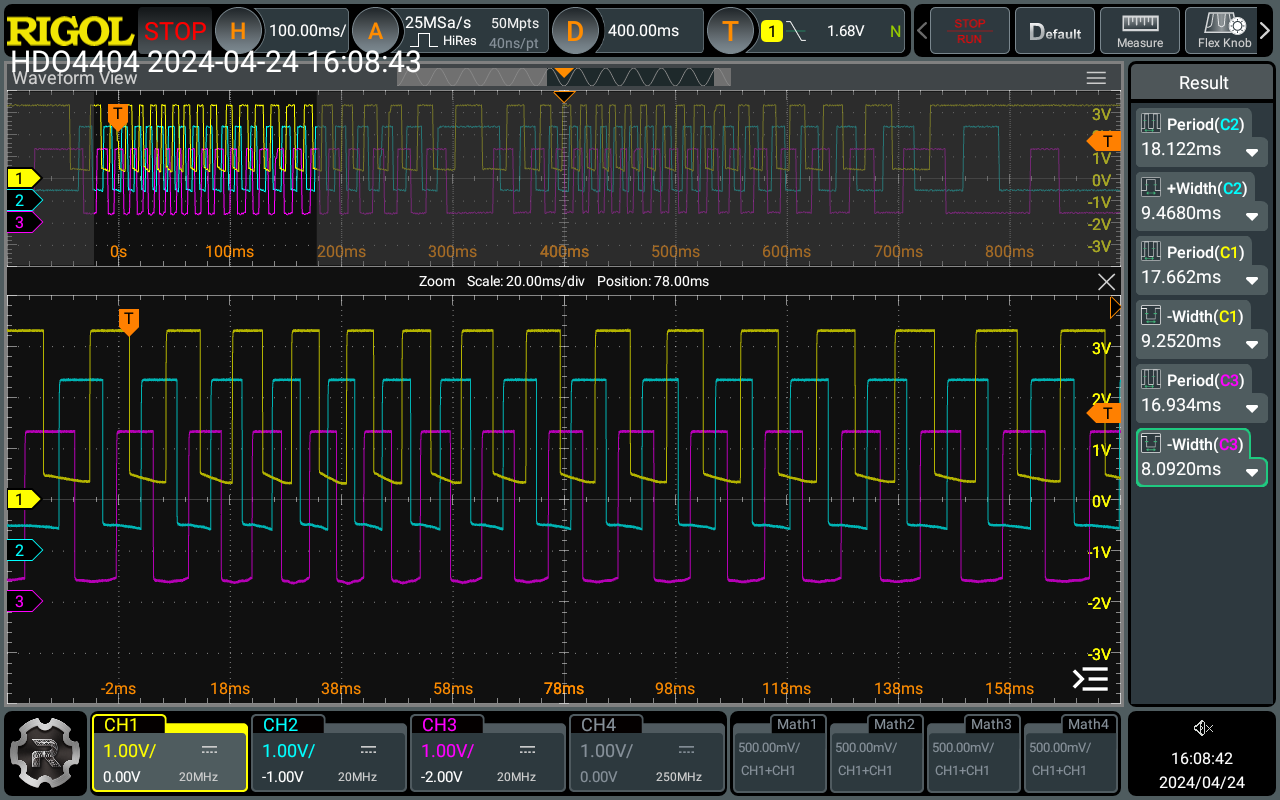 RIGOL STOP H 100.00ms/ A 25MSa/s 50Mpts HiRes 40ns/pt D 400.00ms T 1 1.68V N STOP RUN Default Measure Flex Knob
HDO4404 2024-04-24 16:08:43
Waveform View
Result
T
3V
T
1V
1
0V
2
-1V
3
-2V
-3V
0s 100ms 200ms 300ms 400ms 500ms 600ms 700ms 800ms
Zoom Scale: 20.00ms/div Position: 78.00ms
T
3V
2V
T
1V
1
0V
2
-1V
3
-2V
-3V
-2ms 18ms 38ms 58ms 78ms 98ms 118ms 138ms 158ms
Period(C2)
18.122ms
+Width(C2)
9.4680ms
Period(C1)
17.662ms
-Width(C1)
9.2520ms
Period(C3)
16.934ms
-Width(C3)
8.0920ms
R
CH1
1.00V/
0.00V 20MHz
CH2
1.00V/
-1.00V 20MHz
CH3
1.00V/
-2.00V 20MHz
CH4
1.00V/
0.00V 250MHz
Math1
500.00mV/
CH1+CH1
Math2
500.00mV/
CH1+CH1
Math3
500.00mV/
CH1+CH1
Math4
500.00mV/
CH1+CH1
16:08:42
2024/04/24